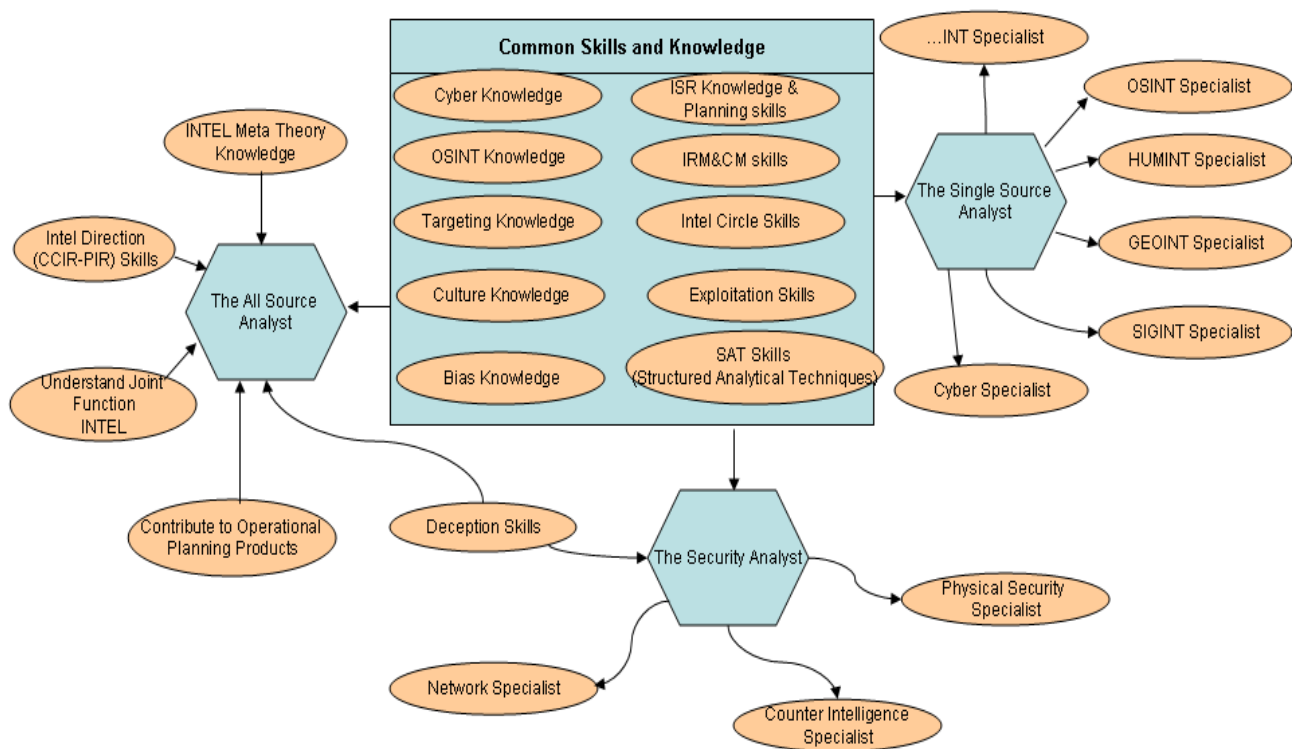 Common Skills and Knowledge
Cyber Knowledge
ISR Knowledge &
Planning skills
OSINT Knowledge
IRM&CM skills
Targeting Knowledge
Intel Circle Skills
Culture Knowledge
Exploitation Skills
Bias Knowledge
SAT Skills
(Structured Analytical Techniques)
INTEL Meta Theory
Knowledge
Intel Direction
(CCIR-PIR) Skills
The All Source
Analyst
Understand Joint
Function
INTEL
Contribute to Operational
Planning Products
Deception Skills
...INT Specialist
OSINT Specialist
HUMINT Specialist
The Single Source
Analyst
GEOINT Specialist
SIGINT Specialist
Cyber Specialist
The Security Analyst
Physical Security
Specialist
Network Specialist
Counter Intelligence
Specialist